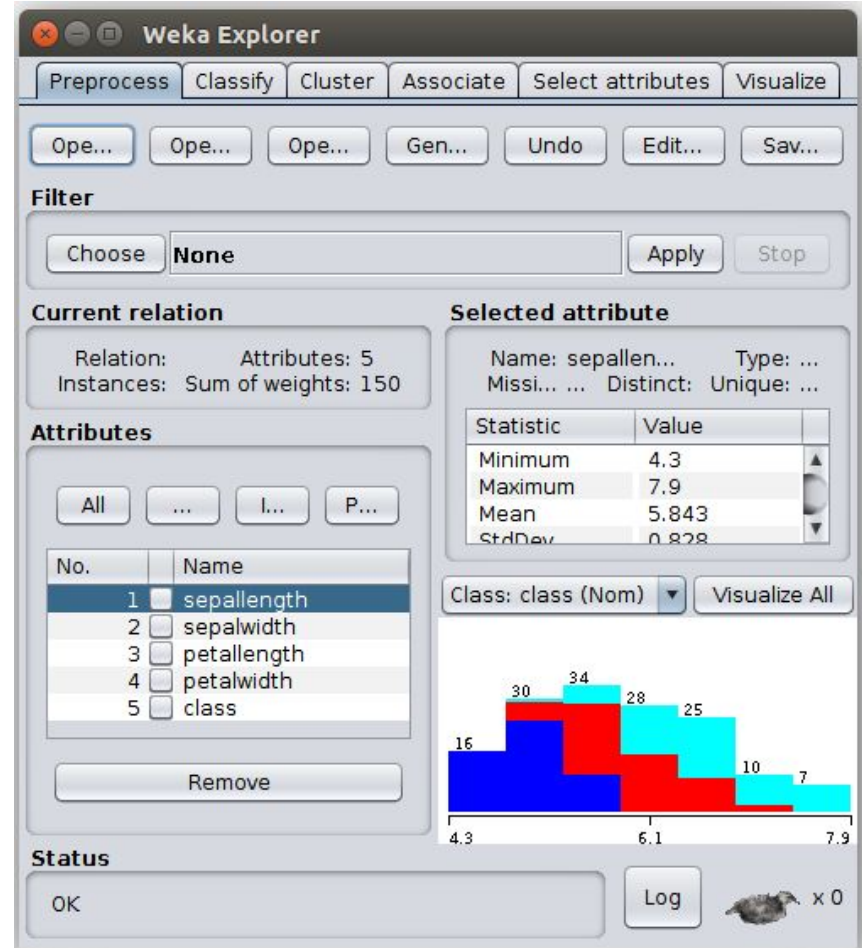 Weka Explorer
Preprocess Classify Cluster Associate Select attributes Visualize
Ope... Ope... Ope... Gen... Undo Edit... Sav...
Filter
Choose None Apply Stop
Current relation
Relation: Attributes: 5
Instances: Sum of weights: 150
Selected attribute
Name: sepallen... Type: ...
Missi... ... Distinct: Unique: ...
Statistic Value
Minimum 4.3
Maximum 7.9
Mean 5.843
StdDev 0.828
Attributes
All ... I... P...
No. Name
1 sepallength
2 sepalwidth
3 petallength
4 petalwidth
5 class
Remove
Class: class (Nom) Visualize All
16 30 34 28 25 10 7
4.3 6.1 7.9
Status
OK
Log x 0